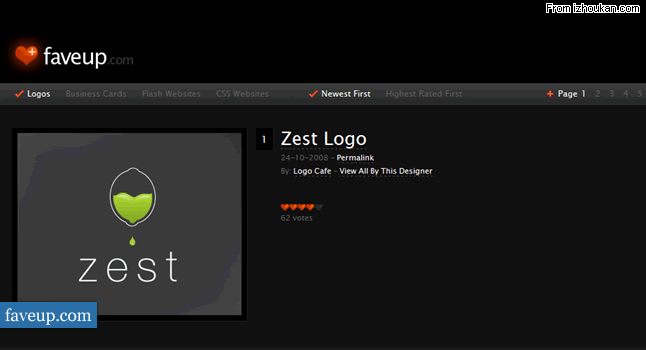 From izhoukan.com
faveup.com
Logos Business Cards Flash Websites CSS Websites Newest First Highest Rated First Page 1 2 3 4 5
1 Zest Logo
24-10-2008 - Permalink
By: Logo Cafe - View All By This Designer
62 votes
zest
faveup.com